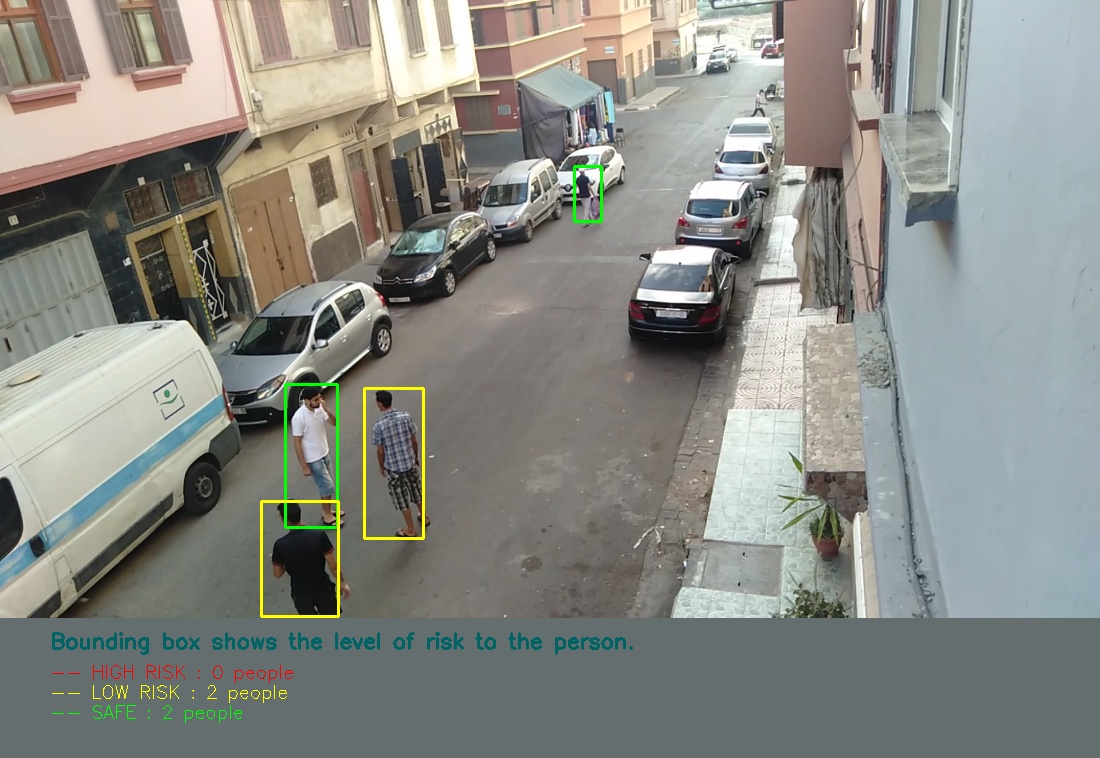 Bounding box shows the level of risk to the person.
-- HIGH RISK : 0 people
-- LOW RISK : 2 people
-- SAFE : 2 people